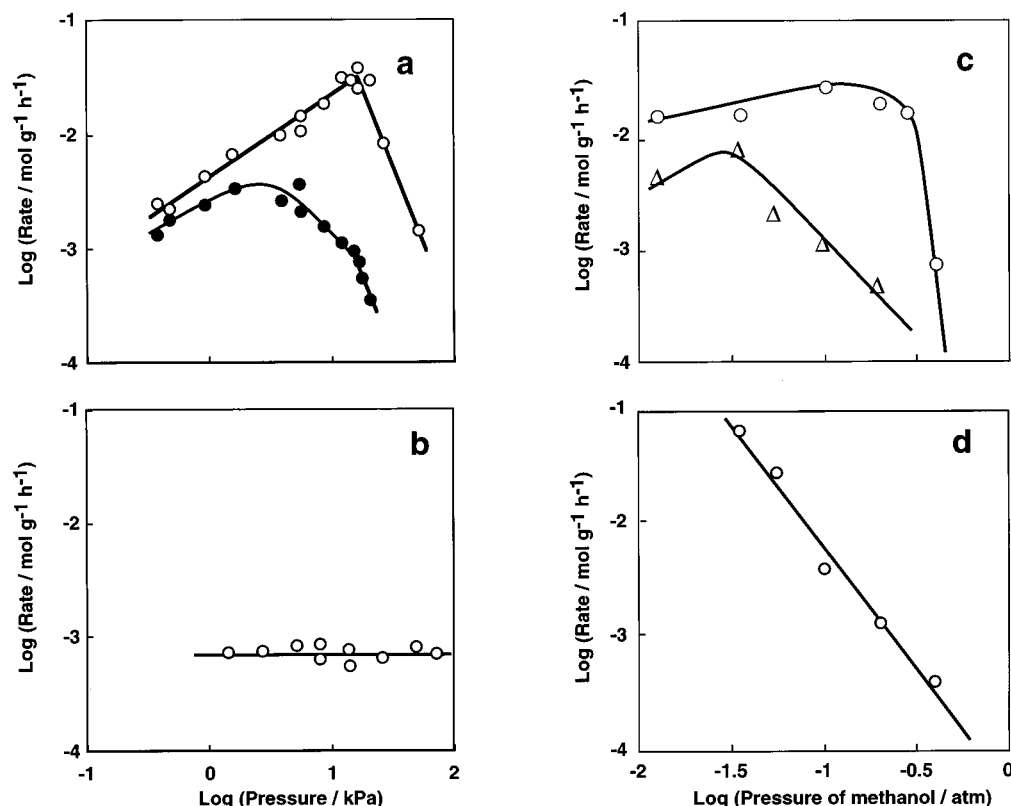 a
-1
-2
-3
-4
Log (Rate / mol g⁻¹ h⁻¹)
b
-1
-2
-3
-4
-1
0
1
2
Log (Rate / mol g⁻¹ h⁻¹)
Log (Pressure / kPa)
c
-1
-2
-3
-4
Log (Rate / mol g⁻¹ h⁻¹)
d
-1
-2
-3
-4
-2
-1.5
-1
-0.5
0
Log (Rate / mol g⁻¹ h⁻¹)
Log (Pressure of methanol / atm)